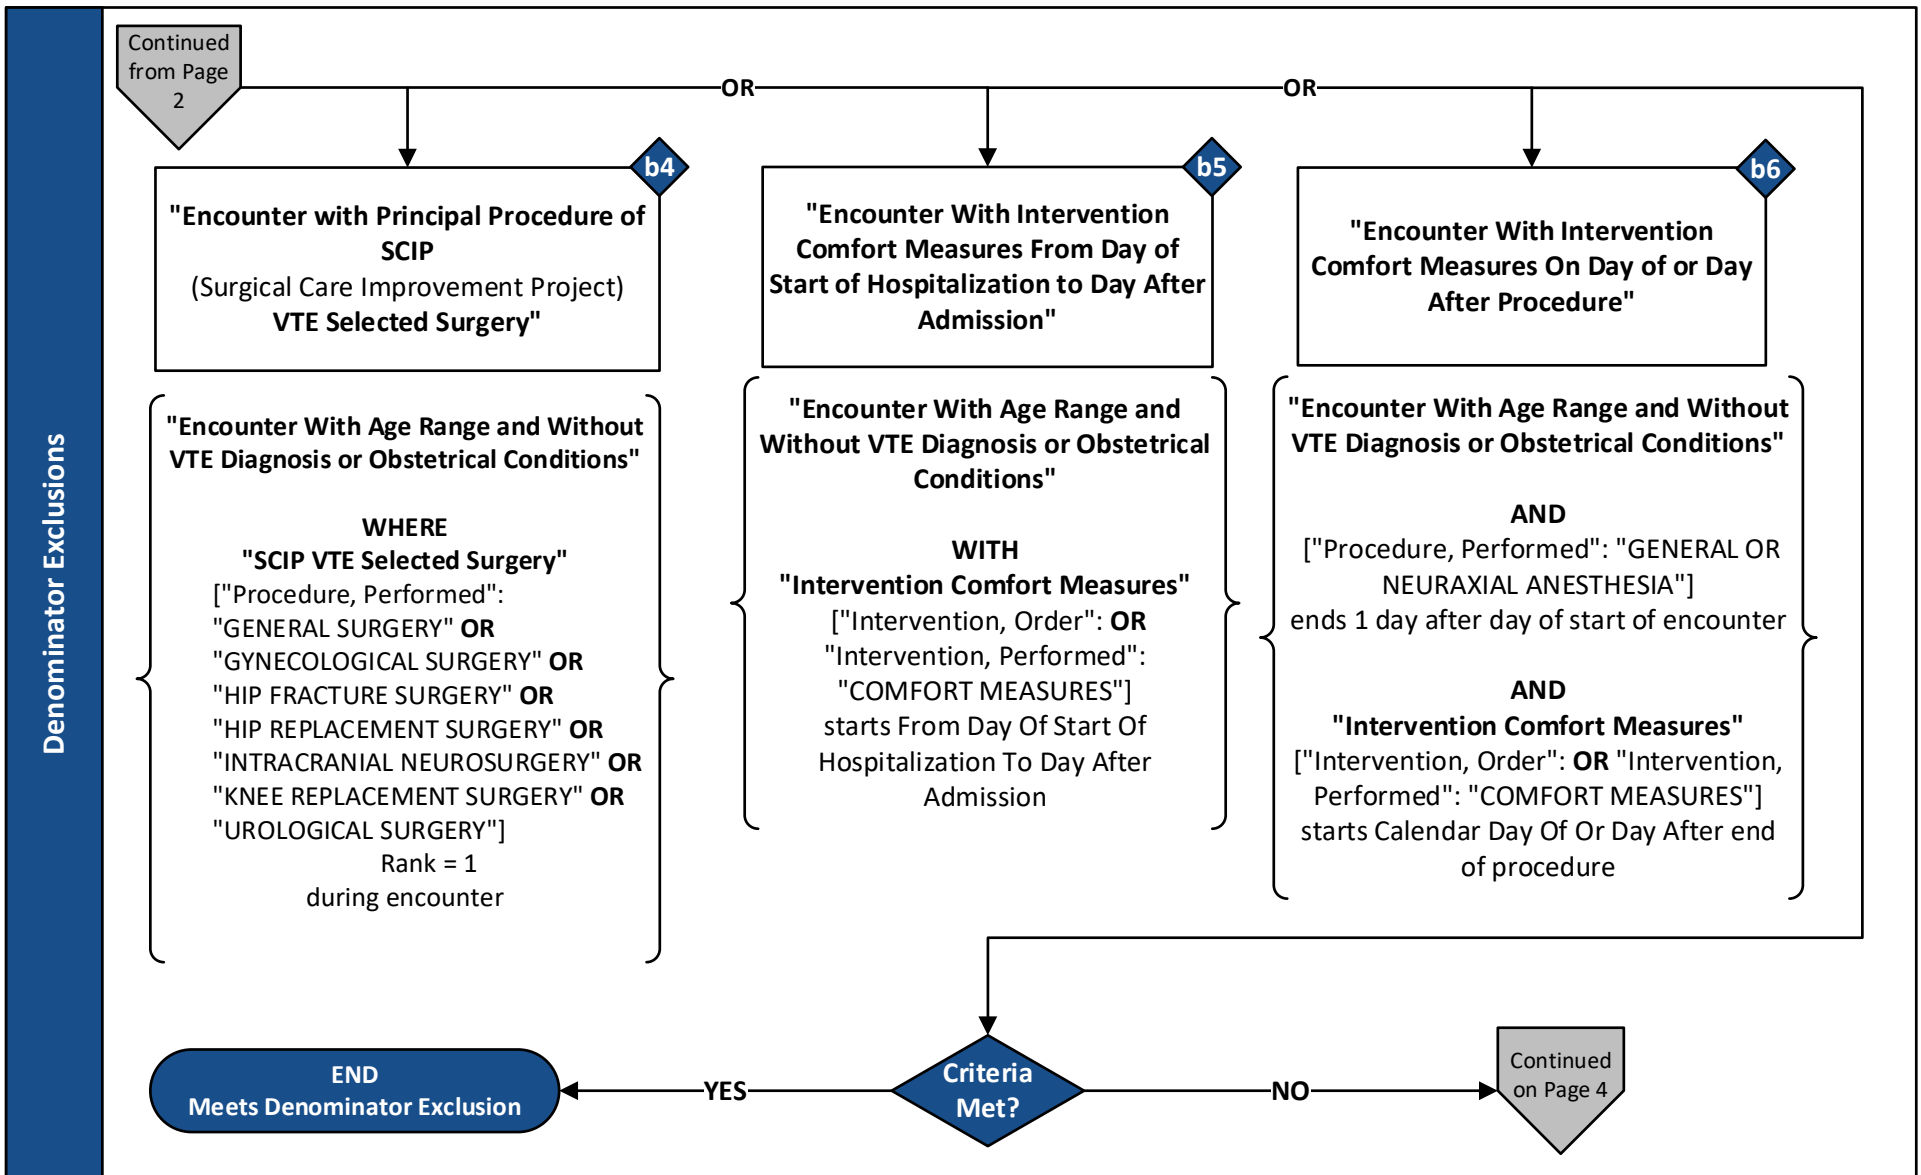 Denominator Exclusions
Continued
from Page
2
OR
OR
b4
"Encounter with Principal Procedure of
SCIP
(Surgical Care Improvement Project)
VTE Selected Surgery"
"Encounter With Age Range and Without
VTE Diagnosis or Obstetrical Conditions"
WHERE
"SCIP VTE Selected Surgery"
["Procedure, Performed":
"GENERAL SURGERY" OR
"GYNECOLOGICAL SURGERY" OR
"HIP FRACTURE SURGERY" OR
"HIP REPLACEMENT SURGERY" OR
"INTRACRANIAL NEUROSURGERY" OR
"KNEE REPLACEMENT SURGERY" OR
"UROLOGICAL SURGERY"]
Rank = 1
during encounter
b5
"Encounter With Intervention
Comfort Measures From Day of
Start of Hospitalization to Day After
Admission"
"Encounter With Age Range and
Without VTE Diagnosis or Obstetrical
Conditions"
WITH
"Intervention Comfort Measures"
["Intervention, Order": OR
"Intervention, Performed":
"COMFORT MEASURES"]
starts From Day Of Start Of
Hospitalization To Day After
Admission
b6
"Encounter With Intervention
Comfort Measures On Day of or Day
After Procedure"
"Encounter With Age Range and Without
VTE Diagnosis or Obstetrical Conditions"
AND
["Procedure, Performed": "GENERAL OR
NEURAXIAL ANESTHESIA"]
ends 1 day after day of start of encounter
AND
"Intervention Comfort Measures"
["Intervention, Order": OR "Intervention,
Performed": "COMFORT MEASURES"]
starts Calendar Day Of Or Day After end
of procedure
Criteria
Met?
YES
END
Meets Denominator Exclusion
NO
Continued
on Page 4